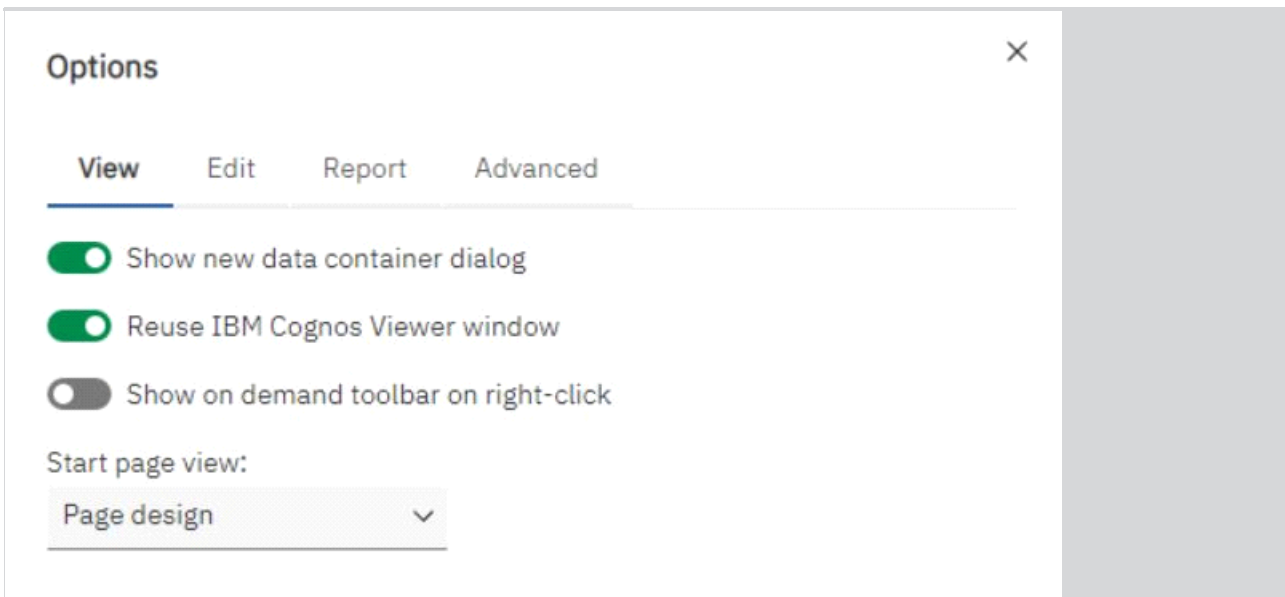 Options
View Edit Report Advanced
Show new data container dialog
Reuse IBM Cognos Viewer window
Show on demand toolbar on right-click
Start page view:
Page design